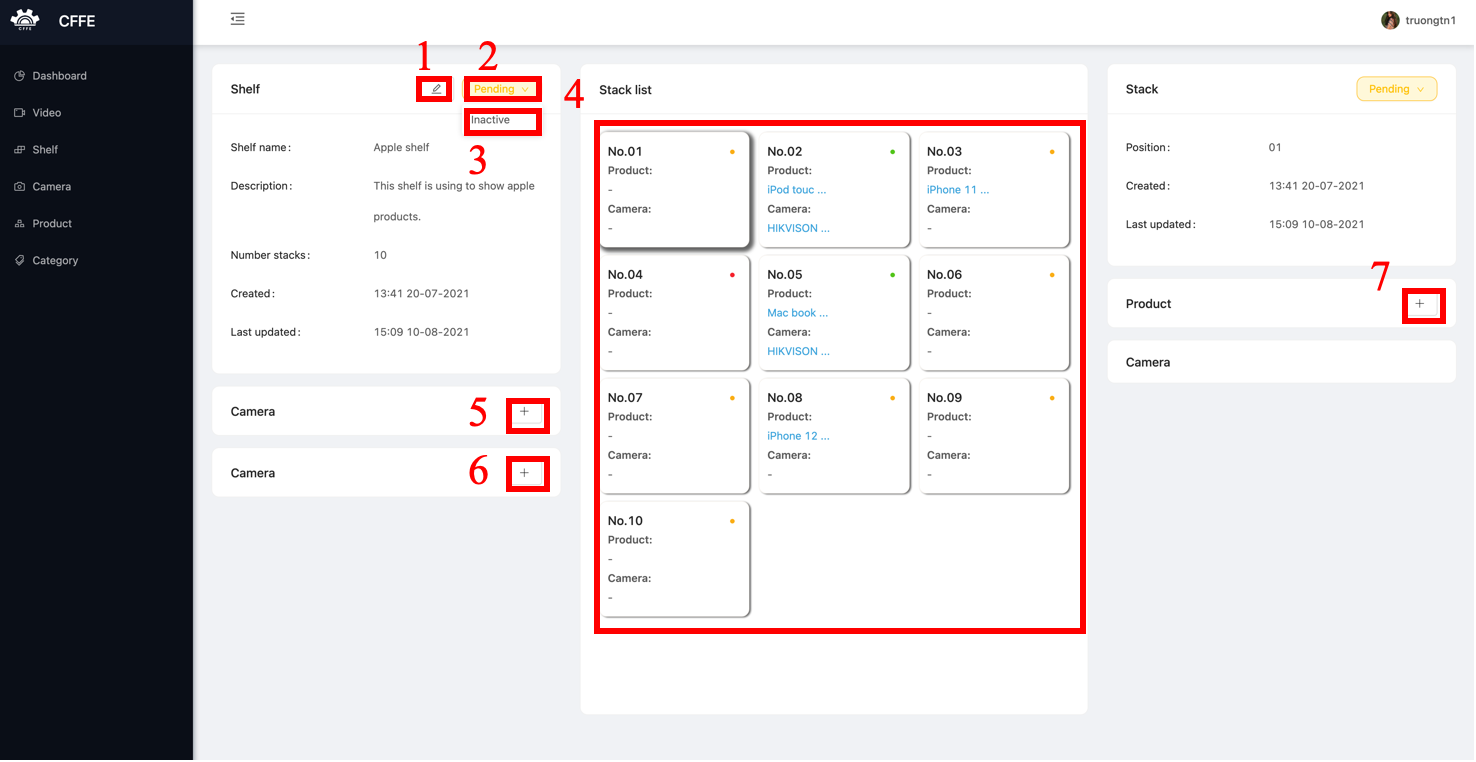 CFFE
CFFE
truongtn1
Dashboard
Video
Shelf
Camera
Product
Category
1
2
3
4
5
6
7
Shelf
Pending
Inactive
Shelf name:
Apple shelf
Description:
This shelf is using to show apple
products.
Number stacks:
10
Created:
13:41 20-07-2021
Last updated:
15:09 10-08-2021
Camera
Camera
Stack list
No.01
Product:
-
Camera:
-
No.02
Product:
iPod touc ...
Camera:
HIKVISON ...
No.03
Product:
iPhone 11 ...
Camera:
-
No.04
Product:
-
Camera:
-
No.05
Product:
Mac book ...
Camera:
HIKVISON ...
No.06
Product:
-
Camera:
-
No.07
Product:
-
Camera:
-
No.08
Product:
iPhone 12 ...
Camera:
-
No.09
Product:
-
Camera:
-
No.10
Product:
-
Camera:
-
Stack
Pending
Position:
01
Created:
13:41 20-07-2021
Last updated:
15:09 10-08-2021
Product
Camera